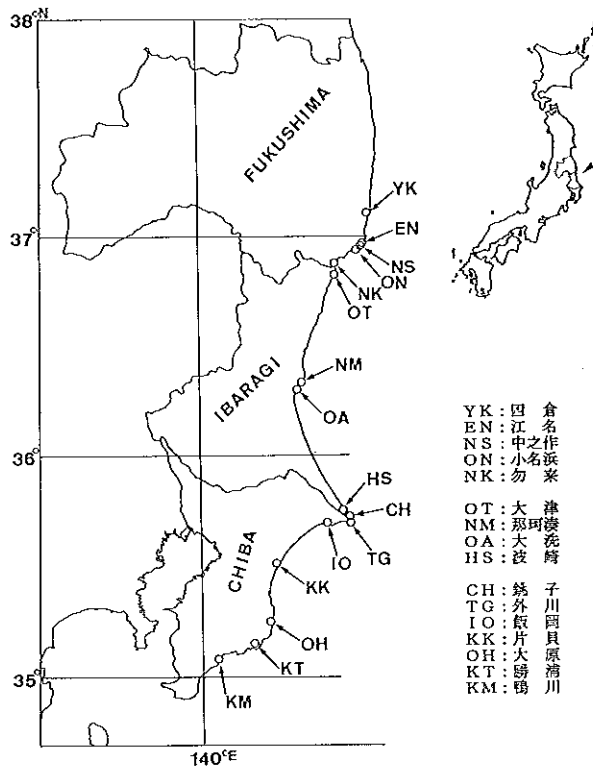 38°N
FUKUSHIMA
YK
37°
EN
NS
ON
NK
OT
IBARAGI
NM
OA
36°
HS
CH
TG
IO
CHIBA
KK
OH
KT
KM
35°
140°E
YK：四倉
EN：江名
NS：中之作
ON：小名浜
NK：勿来
OT：大津
NM：那珂湊
OA：大洗
HS：波崎
CH：銚子
TG：外川
IO：飯岡
KK：片貝
OH：大原
KT：勝浦
KM：鴨川